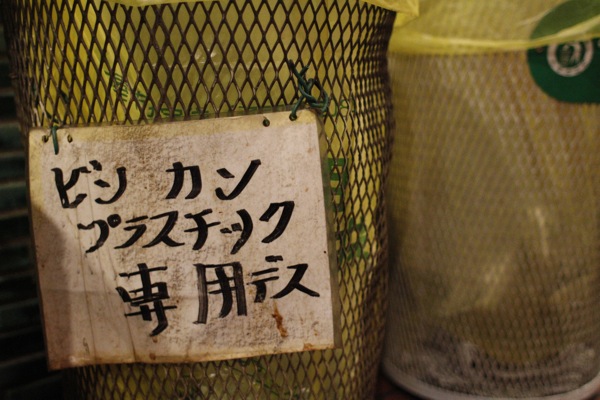 ビン カン
プラスチック
専用デス